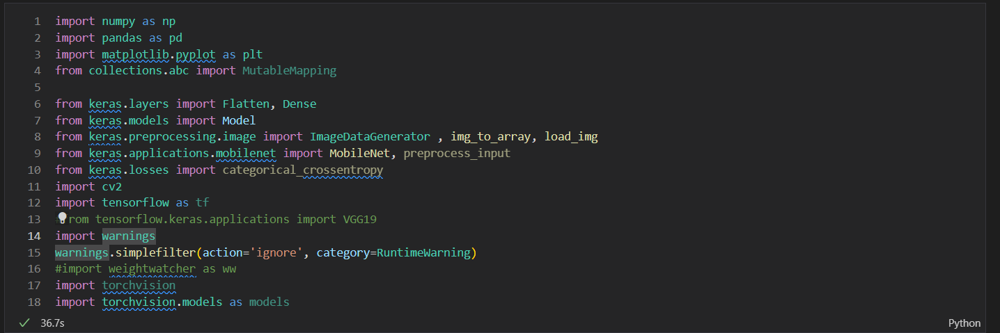 1 import numpy as np
2 import pandas as pd
3 import matplotlib.pyplot as plt
4 from collections.abc import MutableMapping
5
6 from keras.layers import Flatten, Dense
7 from keras.models import Model
8 from keras.preprocessing.image import ImageDataGenerator , img_to_array, load_img
9 from keras.applications.mobilenet import MobileNet, preprocess_input
10 from keras.losses import categorical_crossentropy
11 import cv2
12 import tensorflow as tf
13 rom tensorflow.keras.applications import VGG19
14 import warnings
15 warnings.simplefilter(action='ignore', category=RuntimeWarning)
16 #import weightwatcher as ww
17 import torchvision
18 import torchvision.models as models
36.7s Python